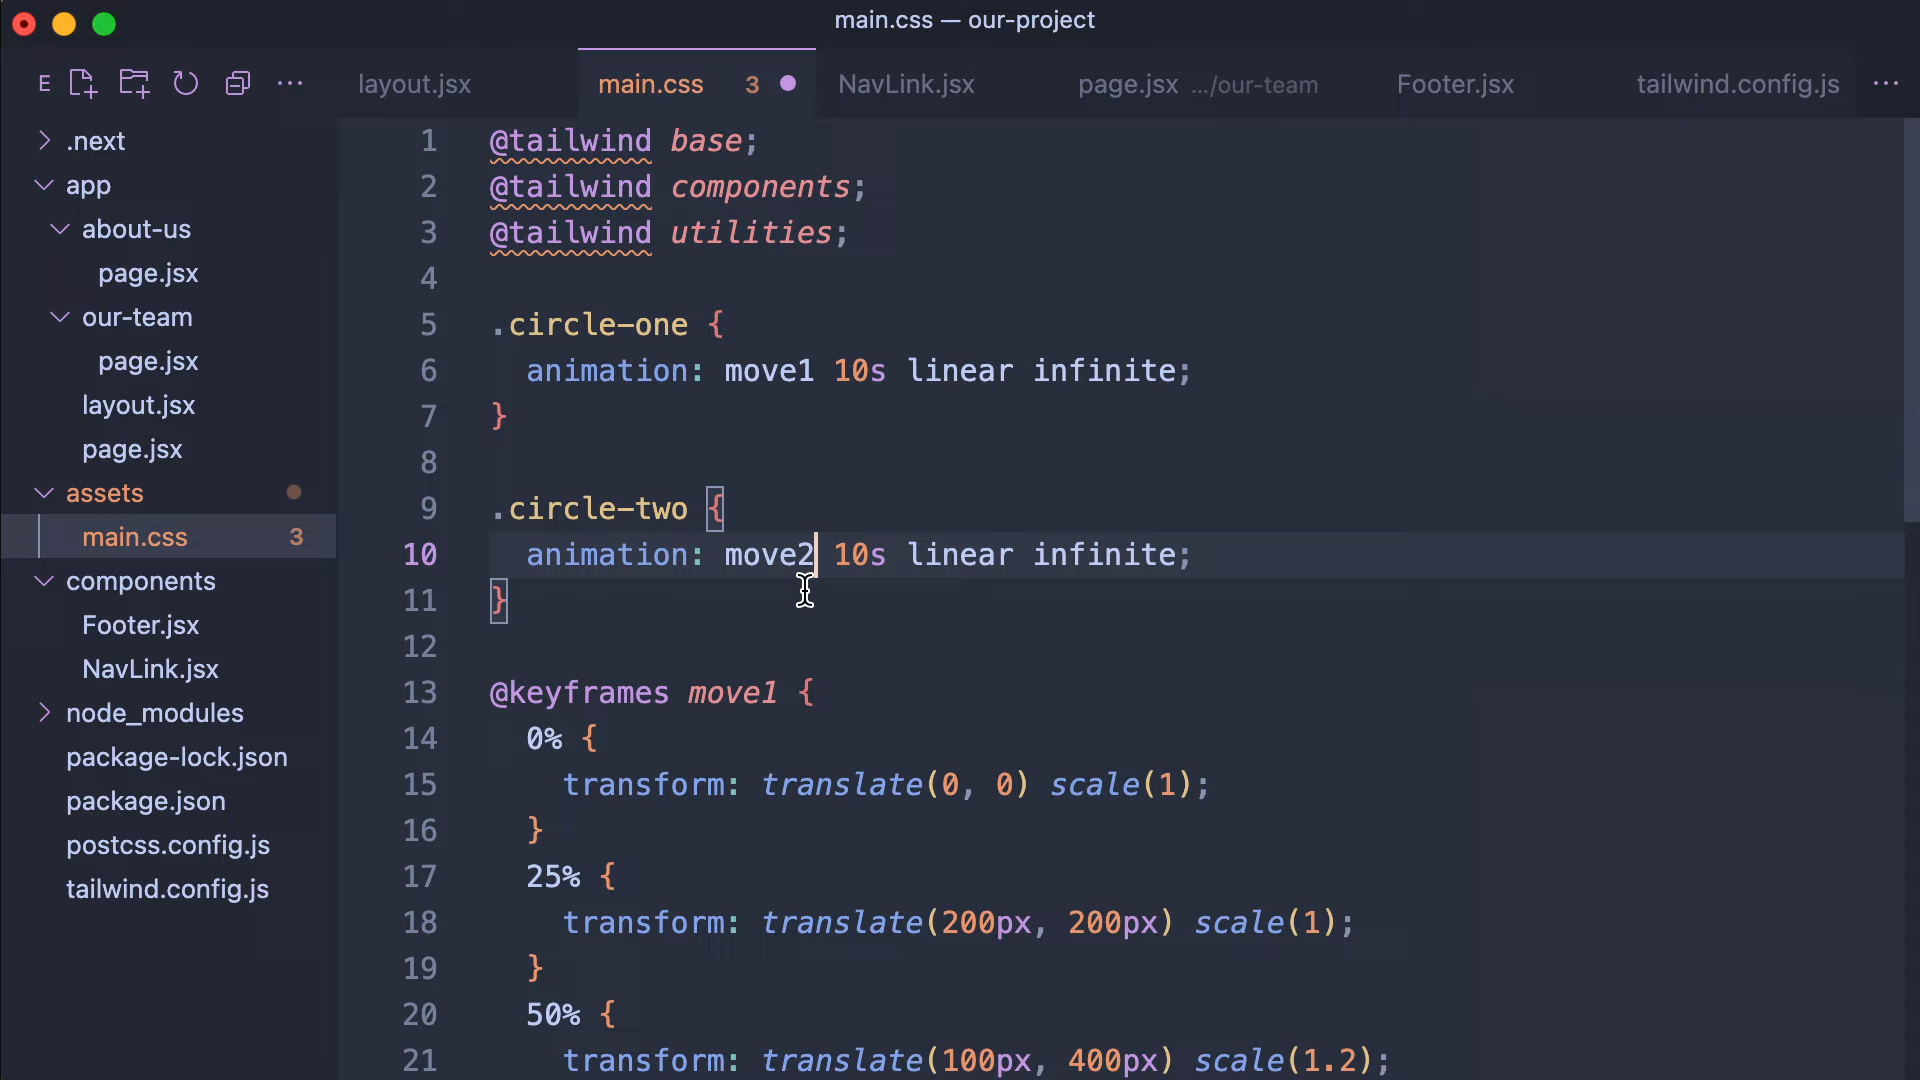 main.css — our-project
E
layout.jsx
main.css 3
NavLink.jsx
page.jsx .../our-team
Footer.jsx
tailwind.config.js
.next
app
about-us
page.jsx
our-team
page.jsx
layout.jsx
page.jsx
assets
main.css 3
components
Footer.jsx
NavLink.jsx
node_modules
package-lock.json
package.json
postcss.config.js
tailwind.config.js
1 @tailwind base;
2 @tailwind components;
3 @tailwind utilities;
4
5 .circle-one {
6 animation: move1 10s linear infinite;
7 }
8
9 .circle-two {
10 animation: move2 10s linear infinite;
11 }
12
13 @keyframes move1 {
14 0% {
15 transform: translate(0, 0) scale(1);
16 }
17 25% {
18 transform: translate(200px, 200px) scale(1);
19 }
20 50% {
21 transform: translate(100px, 400px) scale(1.2);